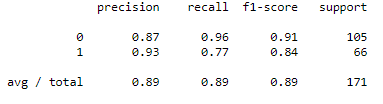 precision recall f1-score support
0 0.87 0.96 0.91 105
1 0.93 0.77 0.84 66
avg / total 0.89 0.89 0.89 171